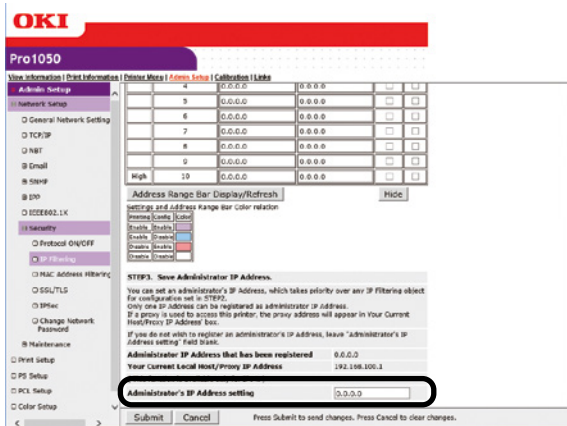 OKI
Pro1050
View Information | Print Information | Printer Menu | Admin Setup | Calibration | Links
Admin Setup
Network Setup
General Network Setting
TCP/IP
NBT
Email
SNMP
IPP
IEEE802.1X
Security
Protocol ON/OFF
IP Filtering
MAC Address Filtering
SSL/TLS
IPSec
Change Network
Password
Maintenance
Print Setup
PS Setup
PCL Setup
Color Setup
4 0.0.0.0 0.0.0.0
5 0.0.0.0 0.0.0.0
6 0.0.0.0 0.0.0.0
7 0.0.0.0 0.0.0.0
8 0.0.0.0 0.0.0.0
9 0.0.0.0 0.0.0.0
High 10 0.0.0.0 0.0.0.0
Address Range Bar Display/Refresh Hide
Settings and Address Range Bar Color relation
Printing Config Color
Enable Enable
Enable Disable
Disable Enable
Disable Disable
STEP3. Save Administrator IP Address.
You can set an administrator's IP Address, which takes priority over any IP Filtering object
for configuration set in STEP2.
Only one IP Address can be registered as administrator IP Address.
If a proxy is used to access this printer, the proxy address will appear in 'Your Current
Host/Proxy IP Address' box.
If you do not wish to register an administrator's IP Address, leave "Administrator's IP
Address setting" field blank.
Administrator IP Address that has been registered 0.0.0.0
Your Current Local Host/Proxy IP Address 192.168.100.1
Administrator's IP Address setting 0.0.0.0
Submit Cancel Press Submit to send changes. Press Cancel to clear changes.